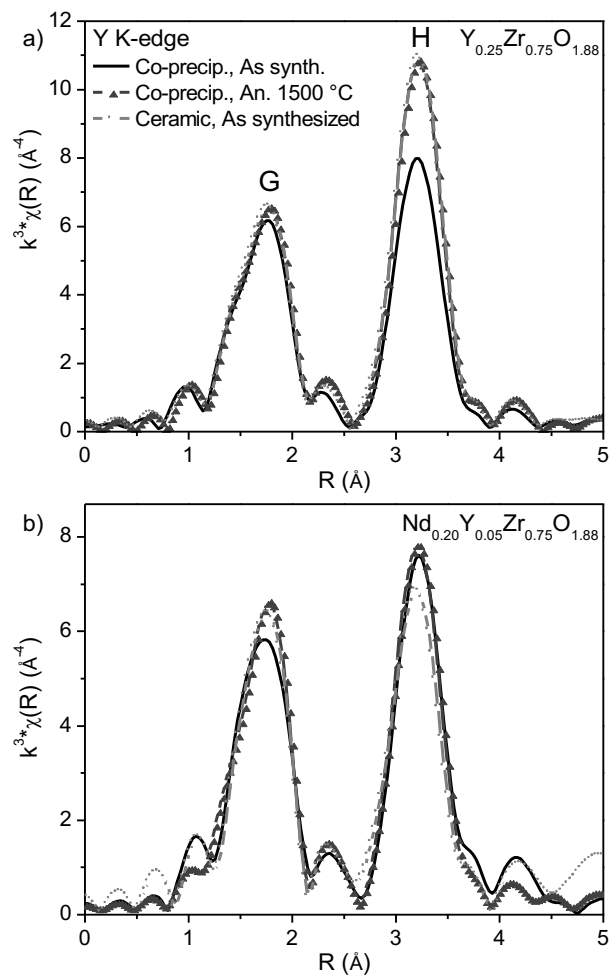 a)
Y K-edge
H
Y0.25Zr0.75O1.88
Co-precip., As synth.
Co-precip., An. 1500 °C
Ceramic, As synthesized
G
k3*χ(R) (Å-4)
12
11
10
8
6
4
2
0
0 1 2 3 4 5
R (Å)
b)
Nd0.20Y0.05Zr0.75O1.88
k3*χ(R) (Å-4)
8
6
4
2
0
0 1 2 3 4 5
R (Å)